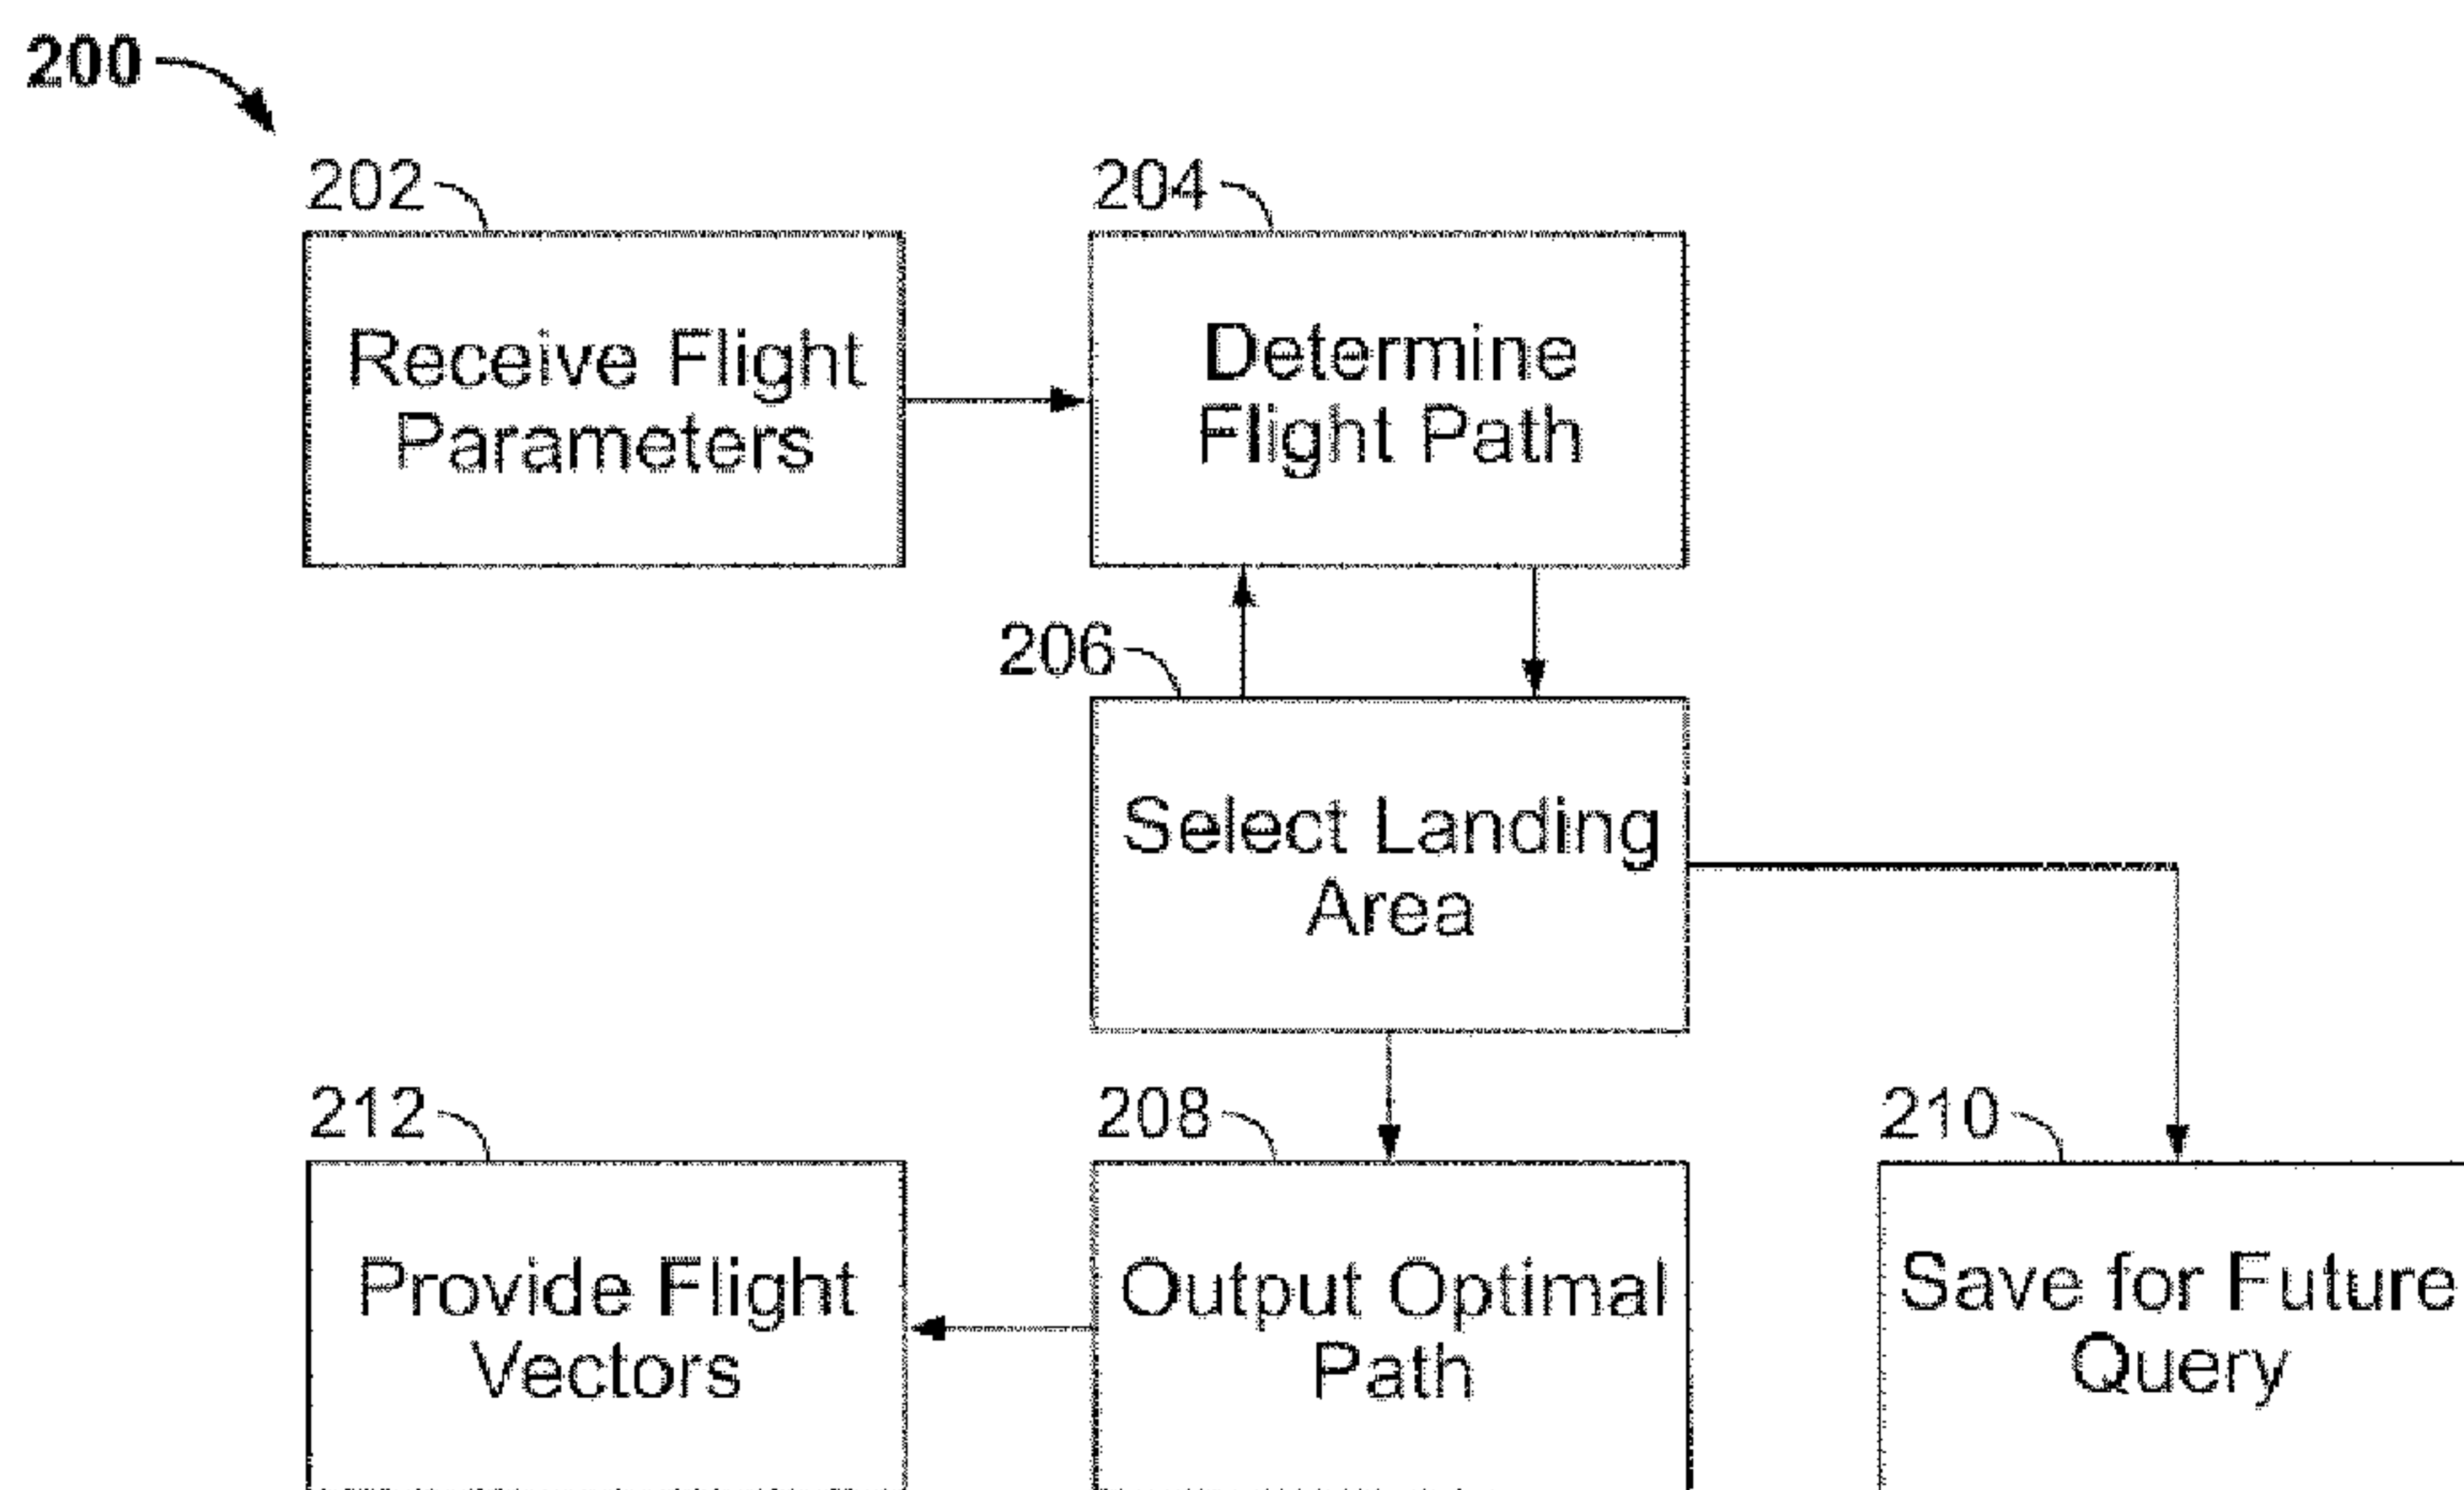 200
202
204
Receive Flight
Parameters
Determine
Flight Path
206
Select Landing
Area
212
208
210
Provide Flight
Vectors
Output Optimal
Path
Save for Future
Query